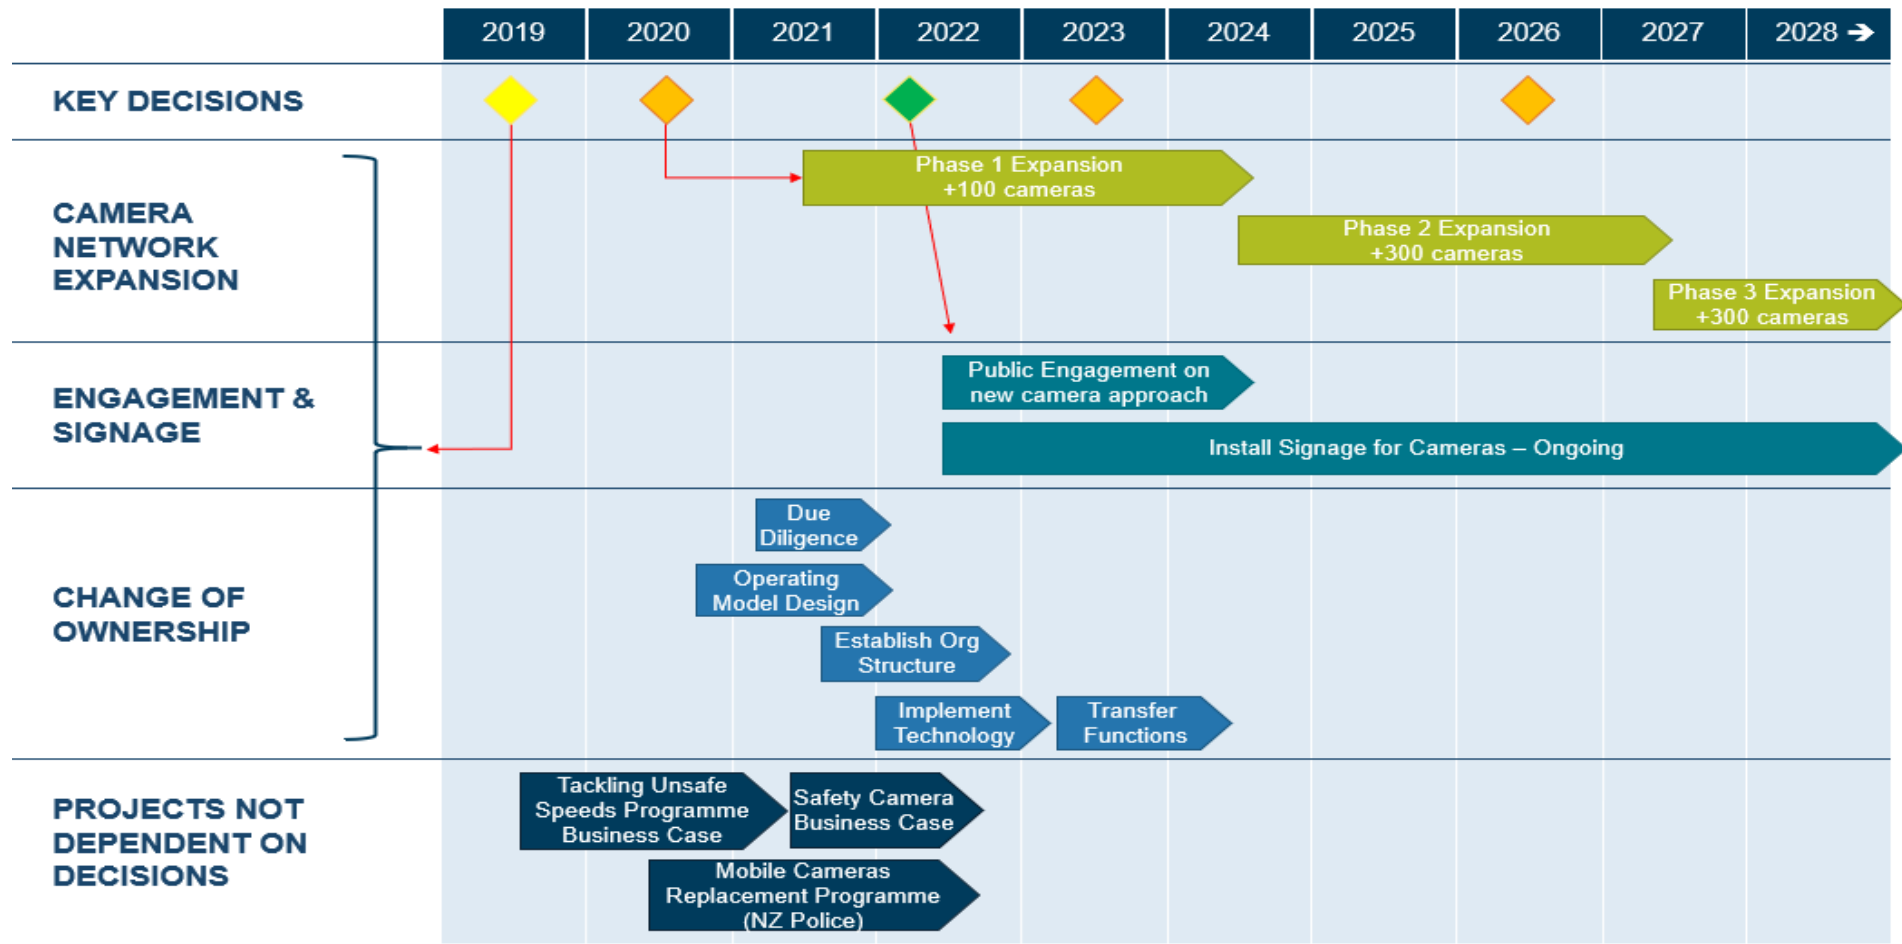 2019 2020 2021 2022 2023 2024 2025 2026 2027 2028 →
KEY DECISIONS
CAMERA
NETWORK
EXPANSION
Phase 1 Expansion
+100 cameras
Phase 2 Expansion
+300 cameras
Phase 3 Expansion
+300 cameras
ENGAGEMENT &
SIGNAGE
Public Engagement on
new camera approach
Install Signage for Cameras – Ongoing
CHANGE OF
OWNERSHIP
Due
Diligence
Operating
Model Design
Establish Org
Structure
Implement
Technology
Transfer
Functions
PROJECTS NOT
DEPENDENT ON
DECISIONS
Tackling Unsafe
Speeds Programme
Business Case
Safety Camera
Business Case
Mobile Cameras
Replacement Programme
(NZ Police)